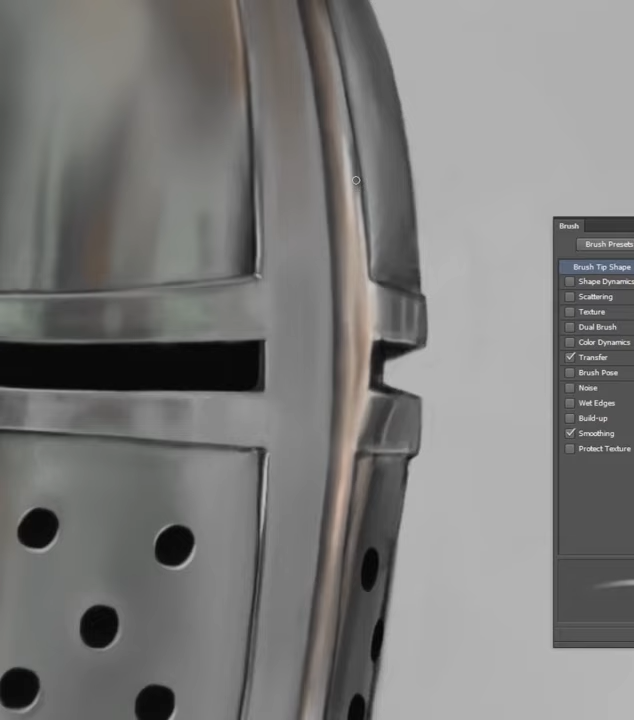 Brush
Brush Presets
Brush Tip Shape
Shape Dynamics
Scattering
Texture
Dual Brush
Color Dynamics
Transfer
Brush Pose
Noise
Wet Edges
Build-up
Smoothing
Protect Texture